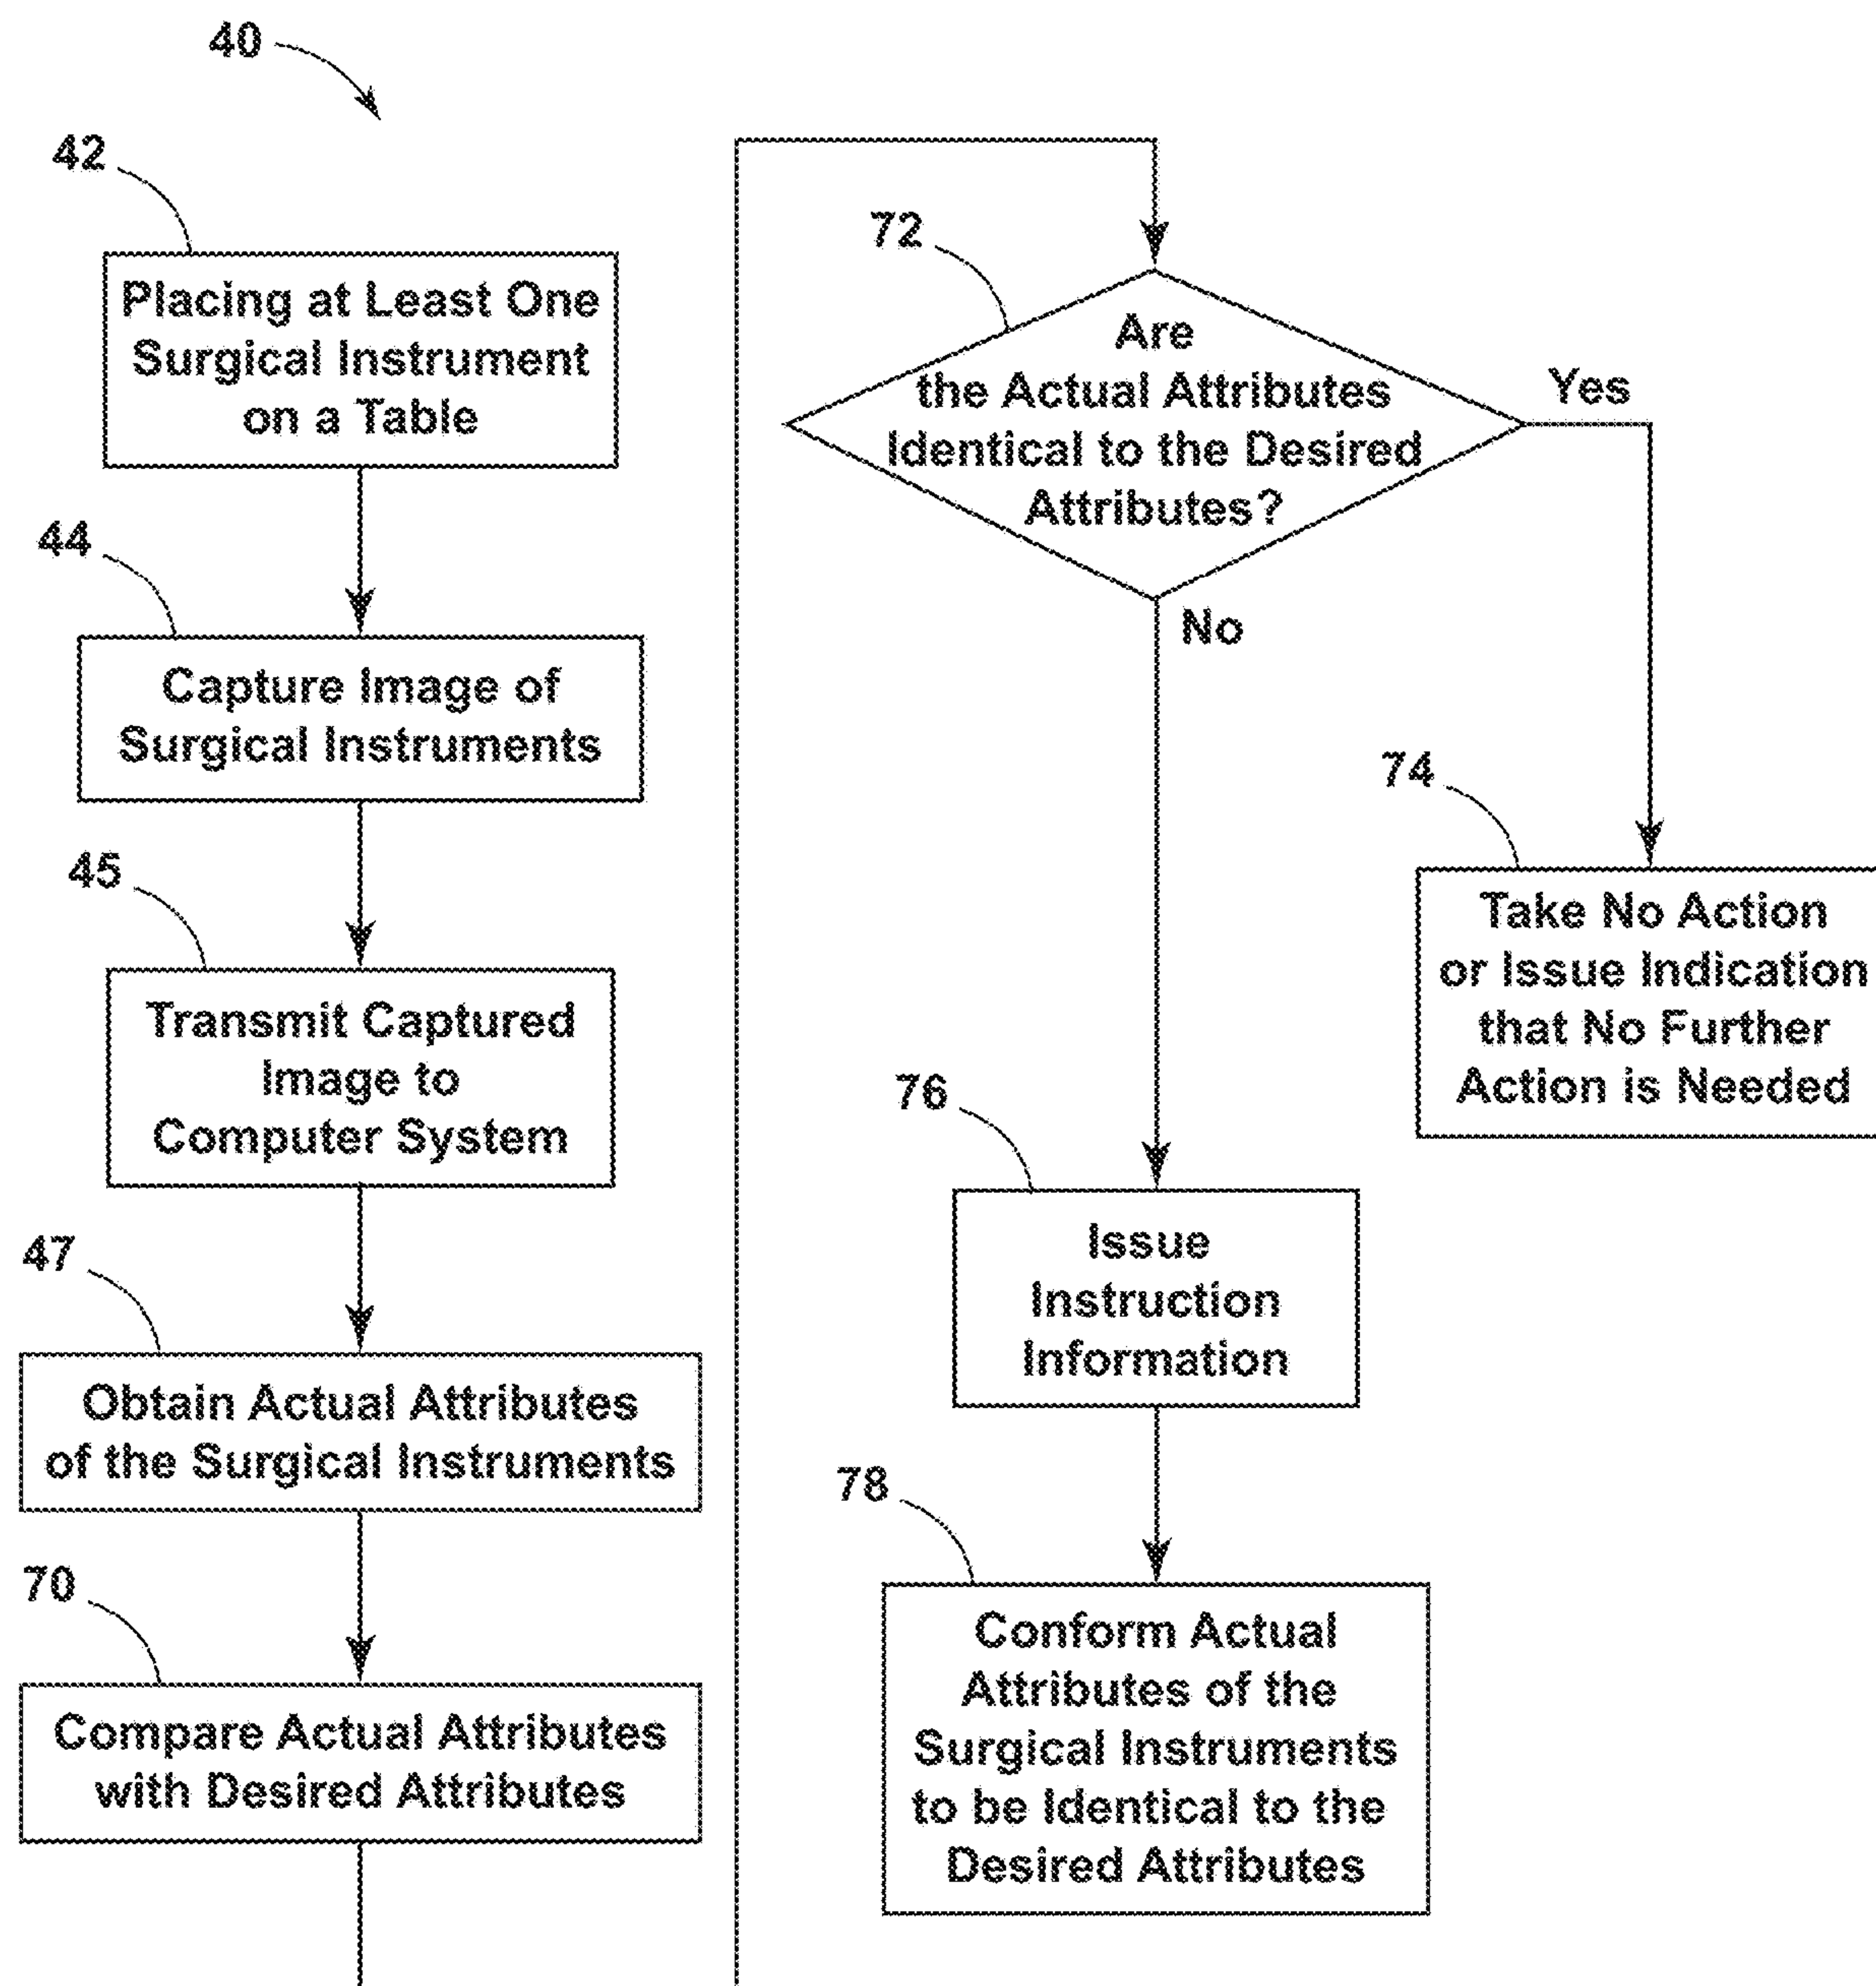 40
42
Placing at Least One
Surgical Instrument
on a Table
44
Capture Image of
Surgical Instruments
45
Transmit Captured
Image to
Computer System
47
Obtain Actual Attributes
of the Surgical Instruments
70
Compare Actual Attributes
with Desired Attributes
72
Are
the Actual Attributes
Identical to the Desired
Attributes?
Yes
No
74
Take No Action
or Issue Indication
that No Further
Action is Needed
76
Issue
Instruction
Information
78
Conform Actual
Attributes of the
Surgical Instruments
to be Identical to the
Desired Attributes